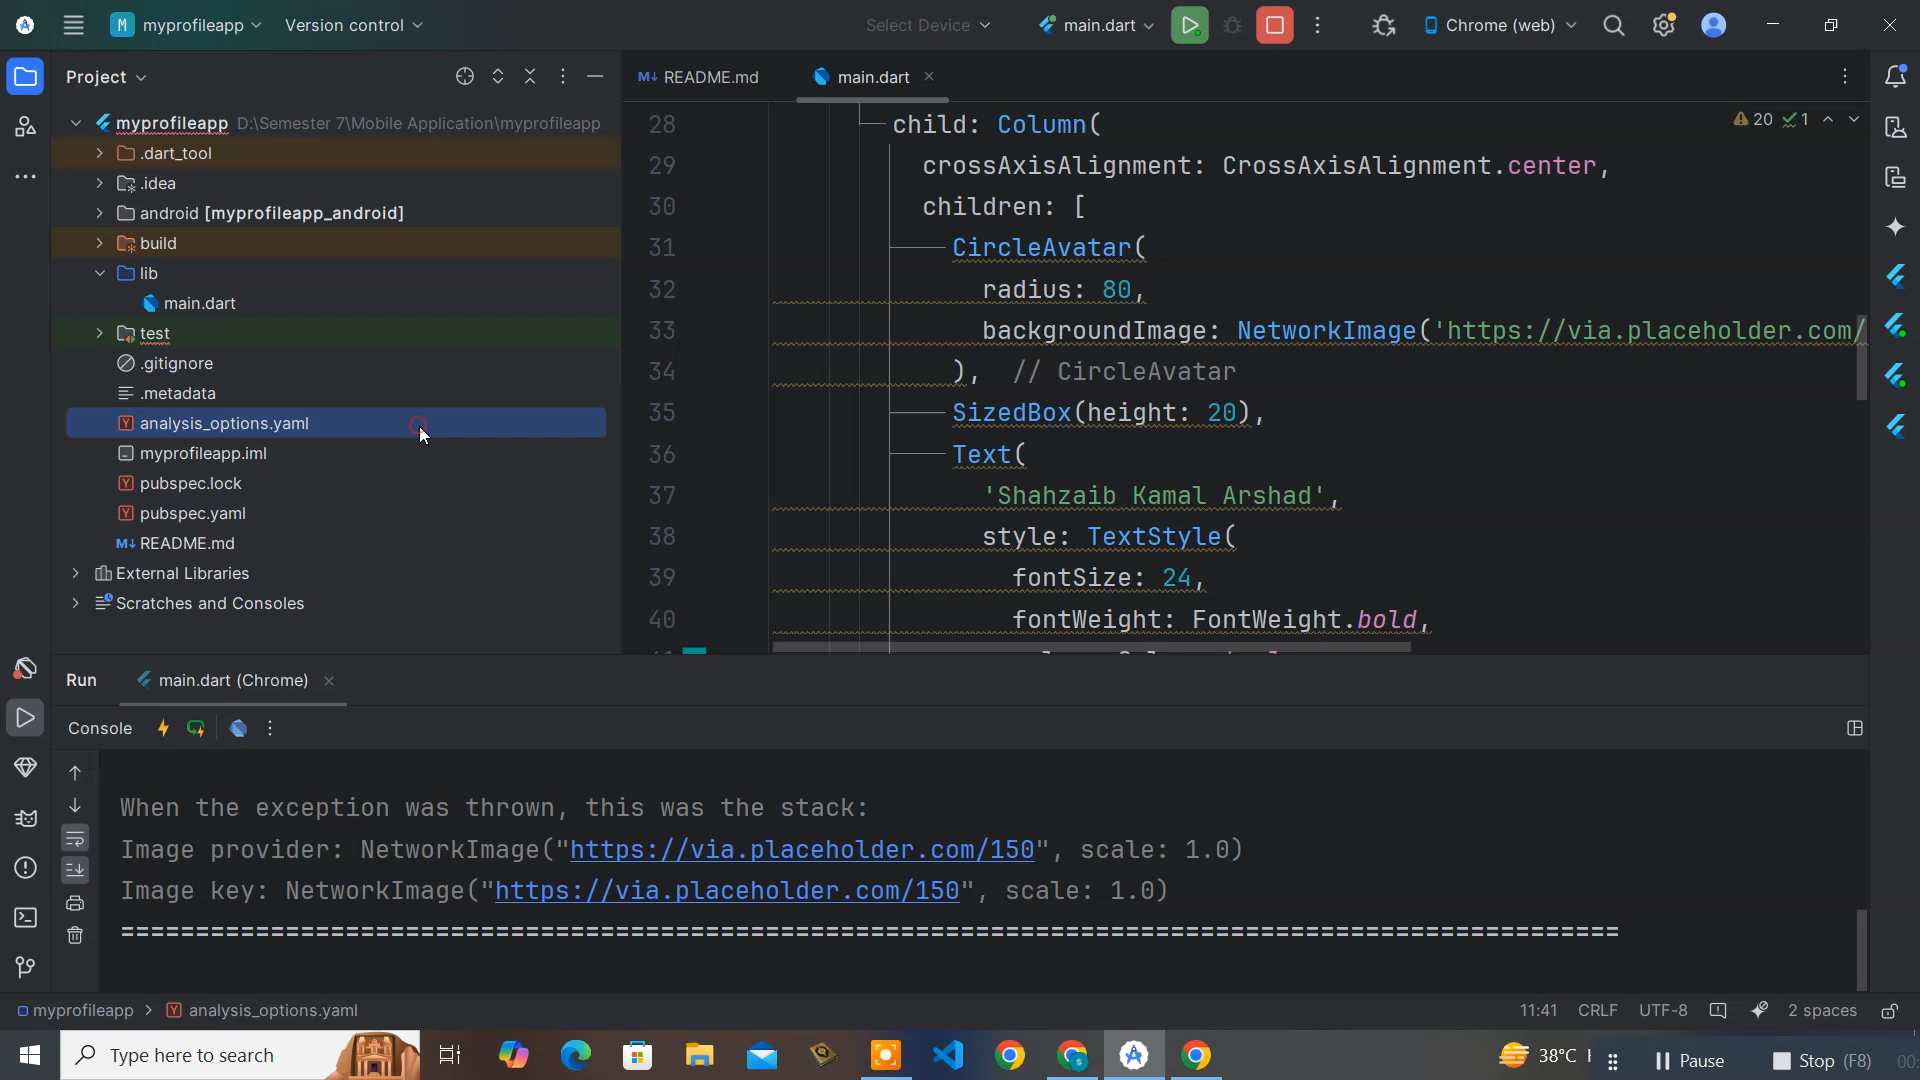 M myprofileapp Version control Select Device main.dart Chrome (web)
Project
README.md main.dart
myprofileapp D:\Semester 7\Mobile Application\myprofileapp
.dart_tool
.idea
android [myprofileapp_android]
build
lib
main.dart
test
.gitignore
.metadata
analysis_options.yaml
myprofileapp.iml
pubspec.lock
pubspec.yaml
README.md
External Libraries
Scratches and Consoles
20 1
28 child: Column(
29 crossAxisAlignment: CrossAxisAlignment.center,
30 children: [
31 CircleAvatar(
32 radius: 80,
33 backgroundImage: NetworkImage('https://via.placeholder.com/
34 ), // CircleAvatar
35 SizedBox(height: 20),
36 Text(
37 'Shahzaib Kamal Arshad',
38 style: TextStyle(
39 fontSize: 24,
40 fontWeight: FontWeight.bold,
Run main.dart (Chrome)
Console
When the exception was thrown, this was the stack:
Image provider: NetworkImage("https://via.placeholder.com/150", scale: 1.0)
Image key: NetworkImage("https://via.placeholder.com/150", scale: 1.0)
====================================================================================================
myprofileapp > analysis_options.yaml 11:41 CRLF UTF-8 2 spaces
Type here to search 38°C Pause Stop (F8) 00: